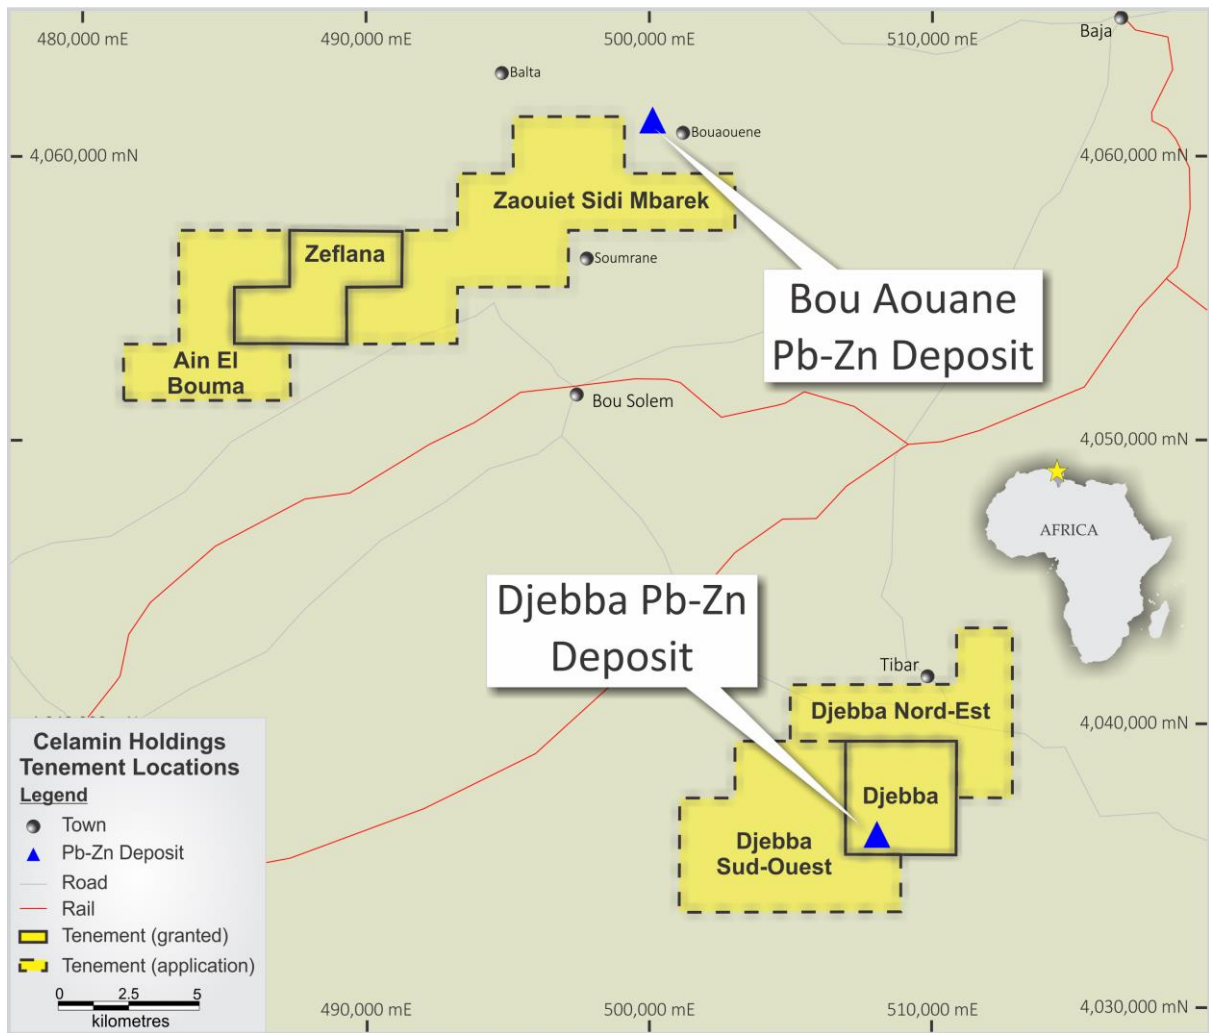 480,000 mE
490,000 mE
500,000 mE
510,000 mE
Baja
Balta
Bouaouene
4,060,000 mN
4,060,000 mN
Zaouiet Sidi Mbarek
Zeflana
Soumrane
Bou Aouane
Pb-Zn Deposit
Ain El
Bouma
Bou Solem
4,050,000 mN
AFRICA
Djebba Pb-Zn
Deposit
Tibar
Djebba Nord-Est
4,040,000 mN
Djebba
Djebba
Sud-Ouest
Celamin Holdings
Tenement Locations
Legend
Town
Pb-Zn Deposit
Road
Rail
Tenement (granted)
Tenement (application)
0 2.5 5
kilometres
490,000 mE
500,000 mE
510,000 mE
4,030,000 mN